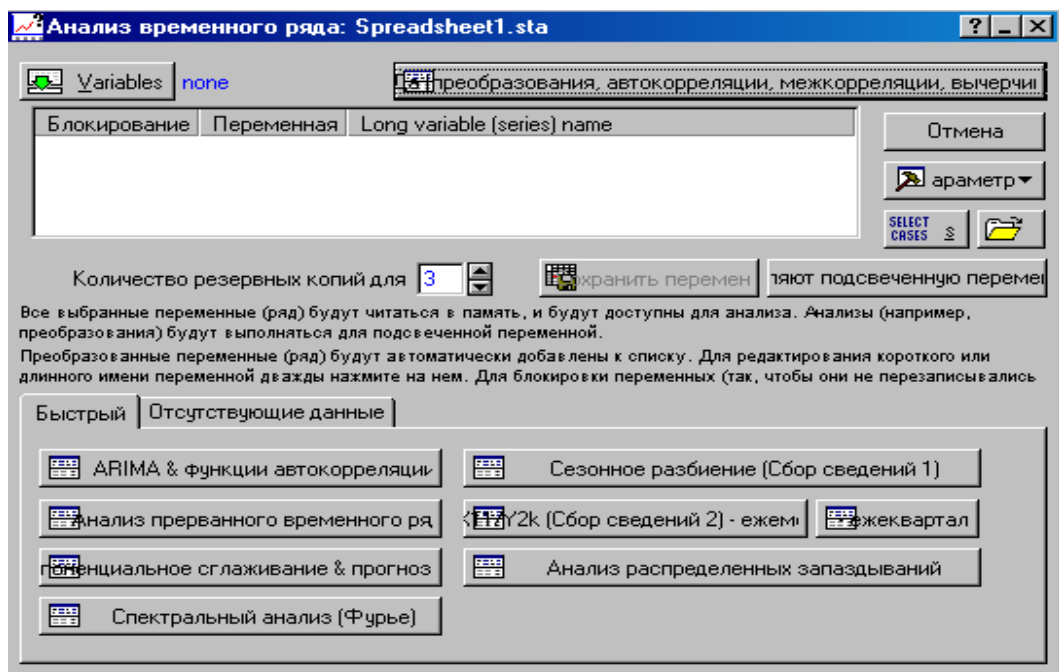 Анализ временного ряда: Spreadsheet1.sta
Variables none
преобразования, автокорреляции, межкорреляции, вычерчи
Блокирование Переменная Long variable (series) name
Отмена
араметр
SELECT CASES S
Количество резервных копий для 3
хранить перемен
яют подсвеченную переме
Все выбранные переменные (ряд) будут читаться в память, и будут доступны для анализа. Анализы (например,
преобразования) будут выполняться для подсвеченной переменной.
Преобразованные переменные (ряд) будут автоматически добавлены к списку. Для редактирования короткого или
длинного имени переменной дважды нажмите на нем. Для блокировки переменных (так, чтобы они не перезаписывались
Быстрый Отсутствующие данные
ARIMA & функции автокорреляции
Сезонное разбиение (Сбор сведений 1)
Анализ прерванного временного ря
Y2k (Сбор сведений 2) - ежем
ежеквартал
енциальное сглаживание & прогноз
Анализ распределенных запаздываний
Спектральный анализ (Фурье)